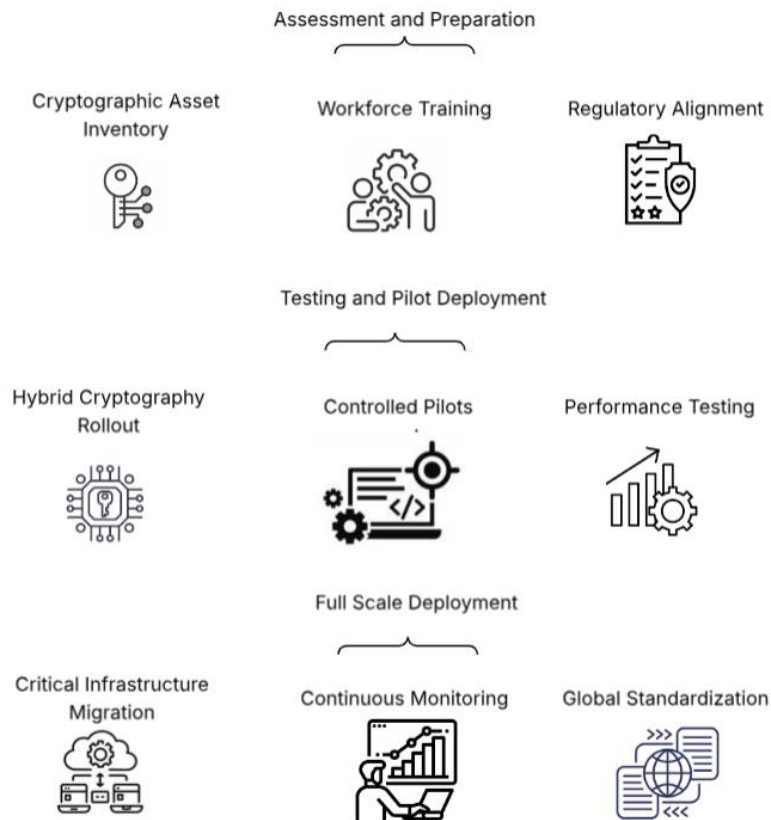 Assessment and Preparation
Cryptographic Asset
Inventory
Workforce Training
Regulatory Alignment
Testing and Pilot Deployment
Hybrid Cryptography
Rollout
Controlled Pilots
Performance Testing
</>
Full Scale Deployment
Critical Infrastructure
Migration
Continuous Monitoring
Global Standardization
>>>
<<<